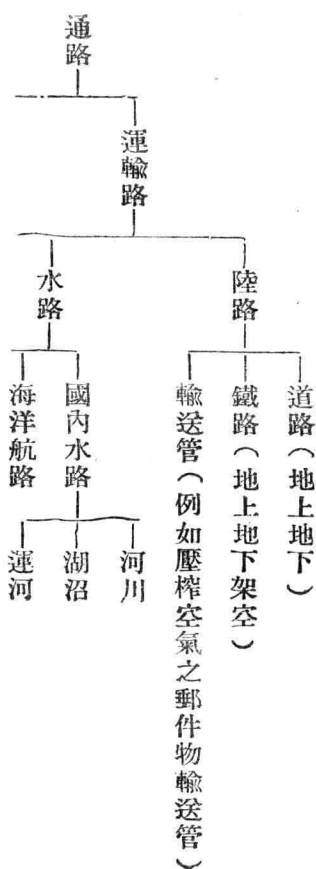 通路
運輸路
陸路
道路（地上地下）
鐵路（地上地下架空）
輸送管（例如壓榨空氣之郵件物輸送管）
水路
國內水路
河川
湖沼
運河
海洋航路